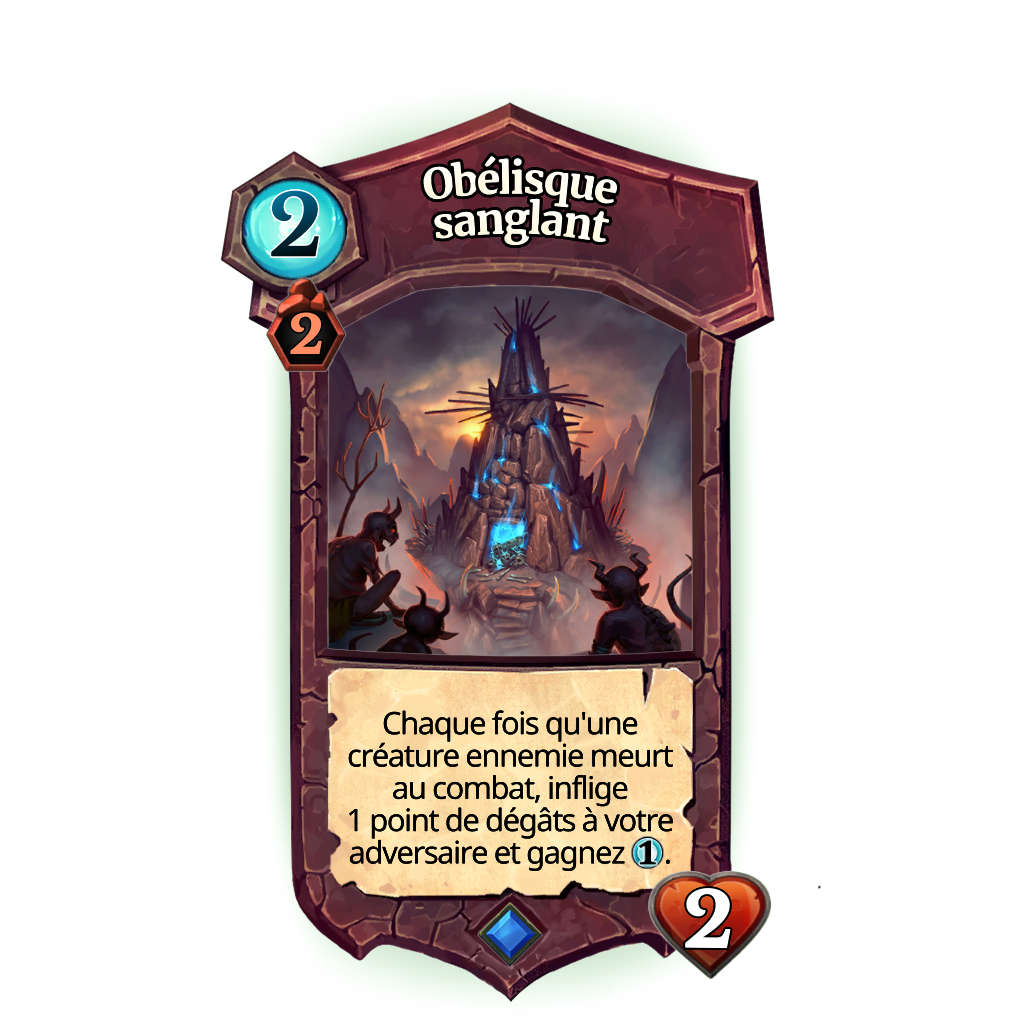 Obélisque
sanglant
2
2
Chaque fois qu'une
créature ennemie meurt
au combat, inflige
1 point de dégâts à votre
adversaire et gagnez 1.
2